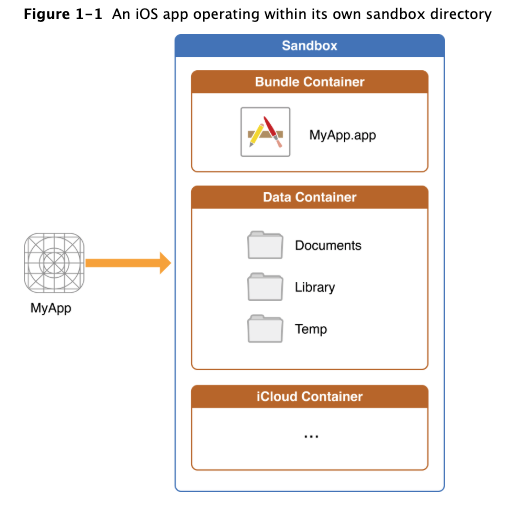 Figure 1-1 An iOS app operating within its own sandbox directory
Sandbox
Bundle Container
MyApp.app
Data Container
Documents
Library
Temp
MyApp
iCloud Container
...